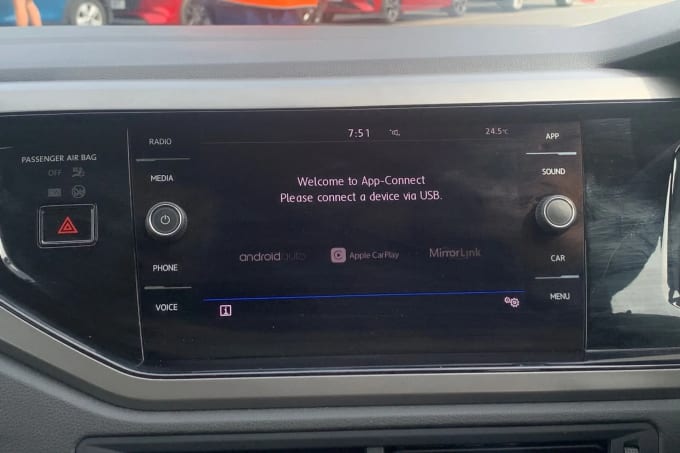 PASSENGER AIR BAG
OFF
RADIO
MEDIA
PHONE
VOICE
7:51
24.5°C
Welcome to App-Connect
Please connect a device via USB.
androidauto
Apple CarPlay
MirrorLink
i
APP
SOUND
CAR
MENU